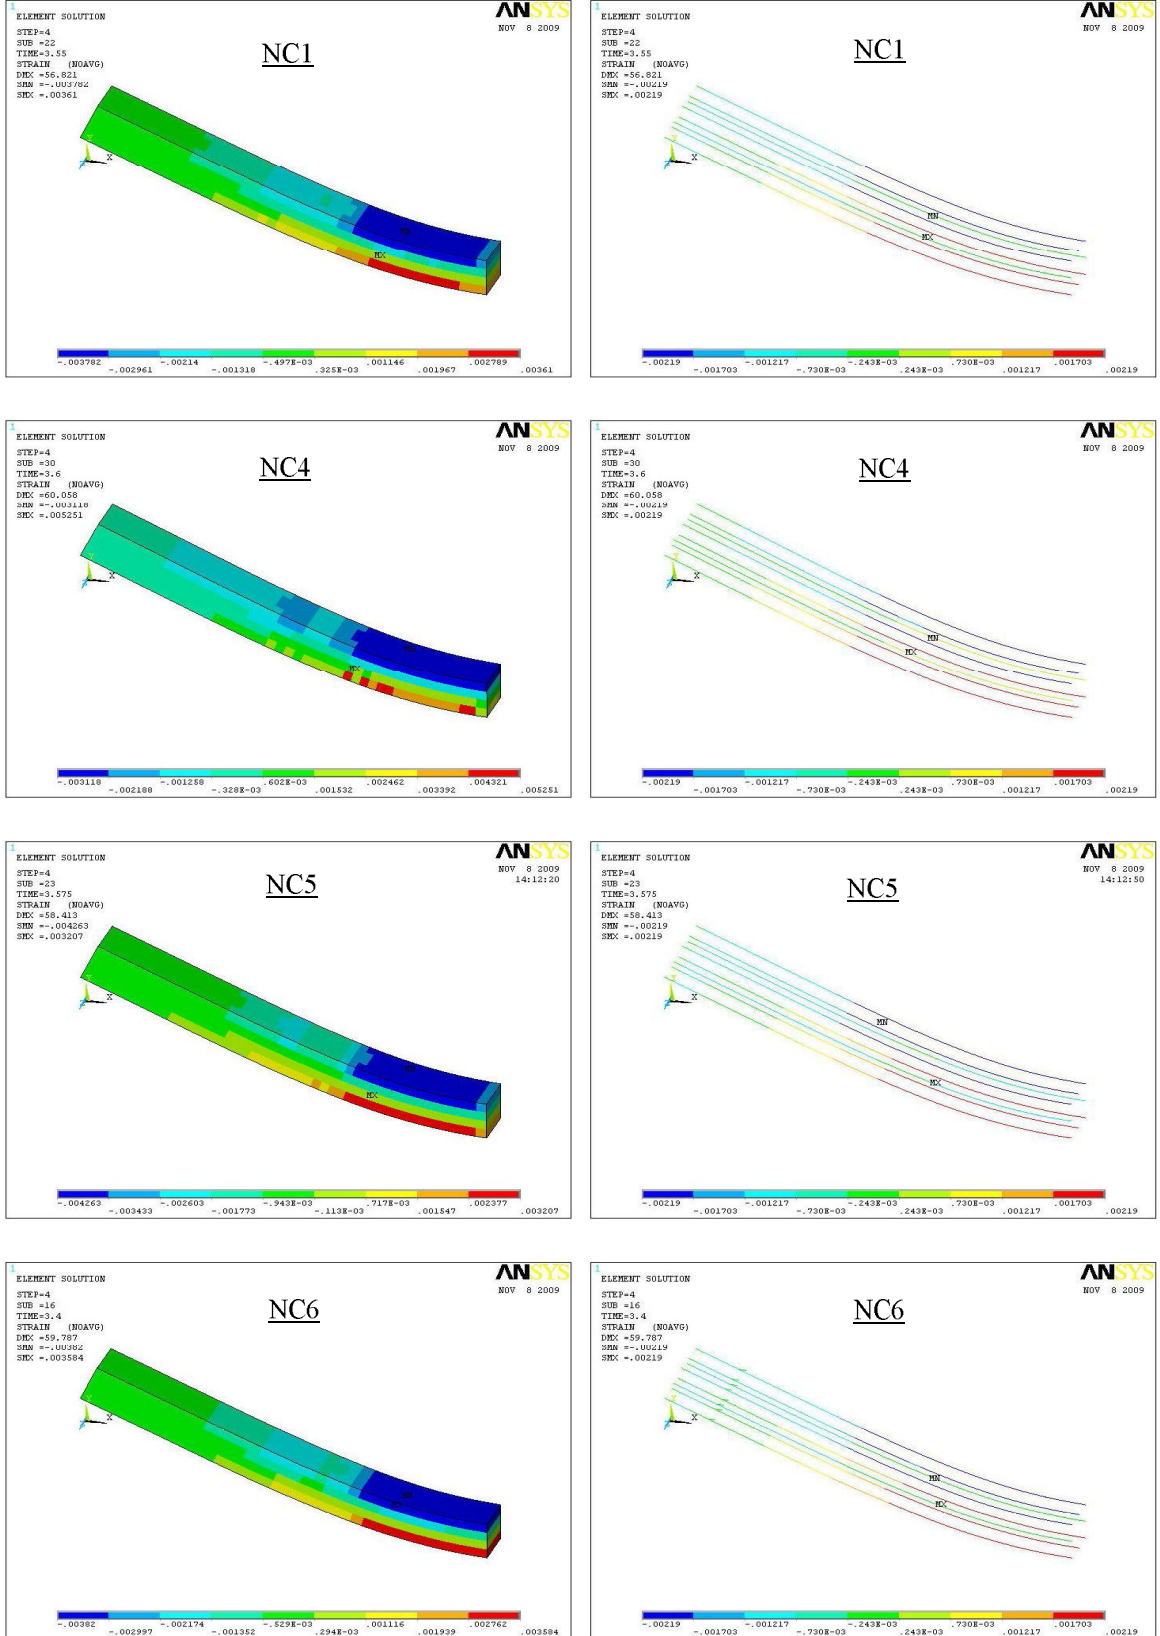 1
ELEMENT SOLUTION
STEP=4
SUB =22
TIME=3.55
STRAIN (NOAVG)
DMX =56.821
SMN =-.003782
SMX =.00361
NC1
ANSYS
NOV 8 2009
MN
MX
Y
Z
X
-.003782 -.00214 -.497E-03 .001146 .002789
-.002961 -.001318 .325E-03 .001967 .00361
1
ELEMENT SOLUTION
STEP=4
SUB =22
TIME=3.55
STRAIN (NOAVG)
DMX =56.821
SMN =-.00219
SMX =.00219
NC1
ANSYS
NOV 8 2009
MN
MX
Y
Z
X
-.00219 -.001217 -.243E-03 .730E-03 .001703
-.001703 -.730E-03 .243E-03 .001217 .00219
1
ELEMENT SOLUTION
STEP=4
SUB =30
TIME=3.6
STRAIN (NOAVG)
DMX =60.058
SMN =-.003118
SMX =.005251
NC4
ANSYS
NOV 8 2009
MN
MX
Y
Z
X
-.003118 -.001258 .602E-03 .002462 .004321
-.002188 -.328E-03 .001532 .003392 .005251
1
ELEMENT SOLUTION
STEP=4
SUB =30
TIME=3.6
STRAIN (NOAVG)
DMX =60.058
SMN =-.00219
SMX =.00219
NC4
ANSYS
NOV 8 2009
MN
MX
Y
Z
X
-.00219 -.001217 -.243E-03 .730E-03 .001703
-.001703 -.730E-03 .243E-03 .001217 .00219
1
ELEMENT SOLUTION
STEP=4
SUB =23
TIME=3.575
STRAIN (NOAVG)
DMX =58.413
SMN =-.004263
SMX =.003207
NC5
ANSYS
NOV 8 2009
14:12:20
MN
MX
Y
Z
X
-.004263 -.002603 -.943E-03 .717E-03 .002377
-.003433 -.001773 -.113E-03 .001547 .003207
1
ELEMENT SOLUTION
STEP=4
SUB =23
TIME=3.575
STRAIN (NOAVG)
DMX =58.413
SMN =-.00219
SMX =.00219
NC5
ANSYS
NOV 8 2009
14:12:50
MN
MX
Y
Z
X
-.00219 -.001217 -.243E-03 .730E-03 .001703
-.001703 -.730E-03 .243E-03 .001217 .00219
1
ELEMENT SOLUTION
STEP=4
SUB =16
TIME=3.4
STRAIN (NOAVG)
DMX =59.787
SMN =-.00382
SMX =.003584
NC6
ANSYS
NOV 8 2009
MN
MX
Y
Z
X
-.00382 -.002174 -.529E-03 .001116 .002762
-.002997 -.001352 .294E-03 .001939 .003584
1
ELEMENT SOLUTION
STEP=4
SUB =16
TIME=3.4
STRAIN (NOAVG)
DMX =59.787
SMN =-.00219
SMX =.00219
NC6
ANSYS
NOV 8 2009
MN
MX
Y
Z
X
-.00219 -.001217 -.243E-03 .730E-03 .001703
-.001703 -.730E-03 .243E-03 .001217 .00219